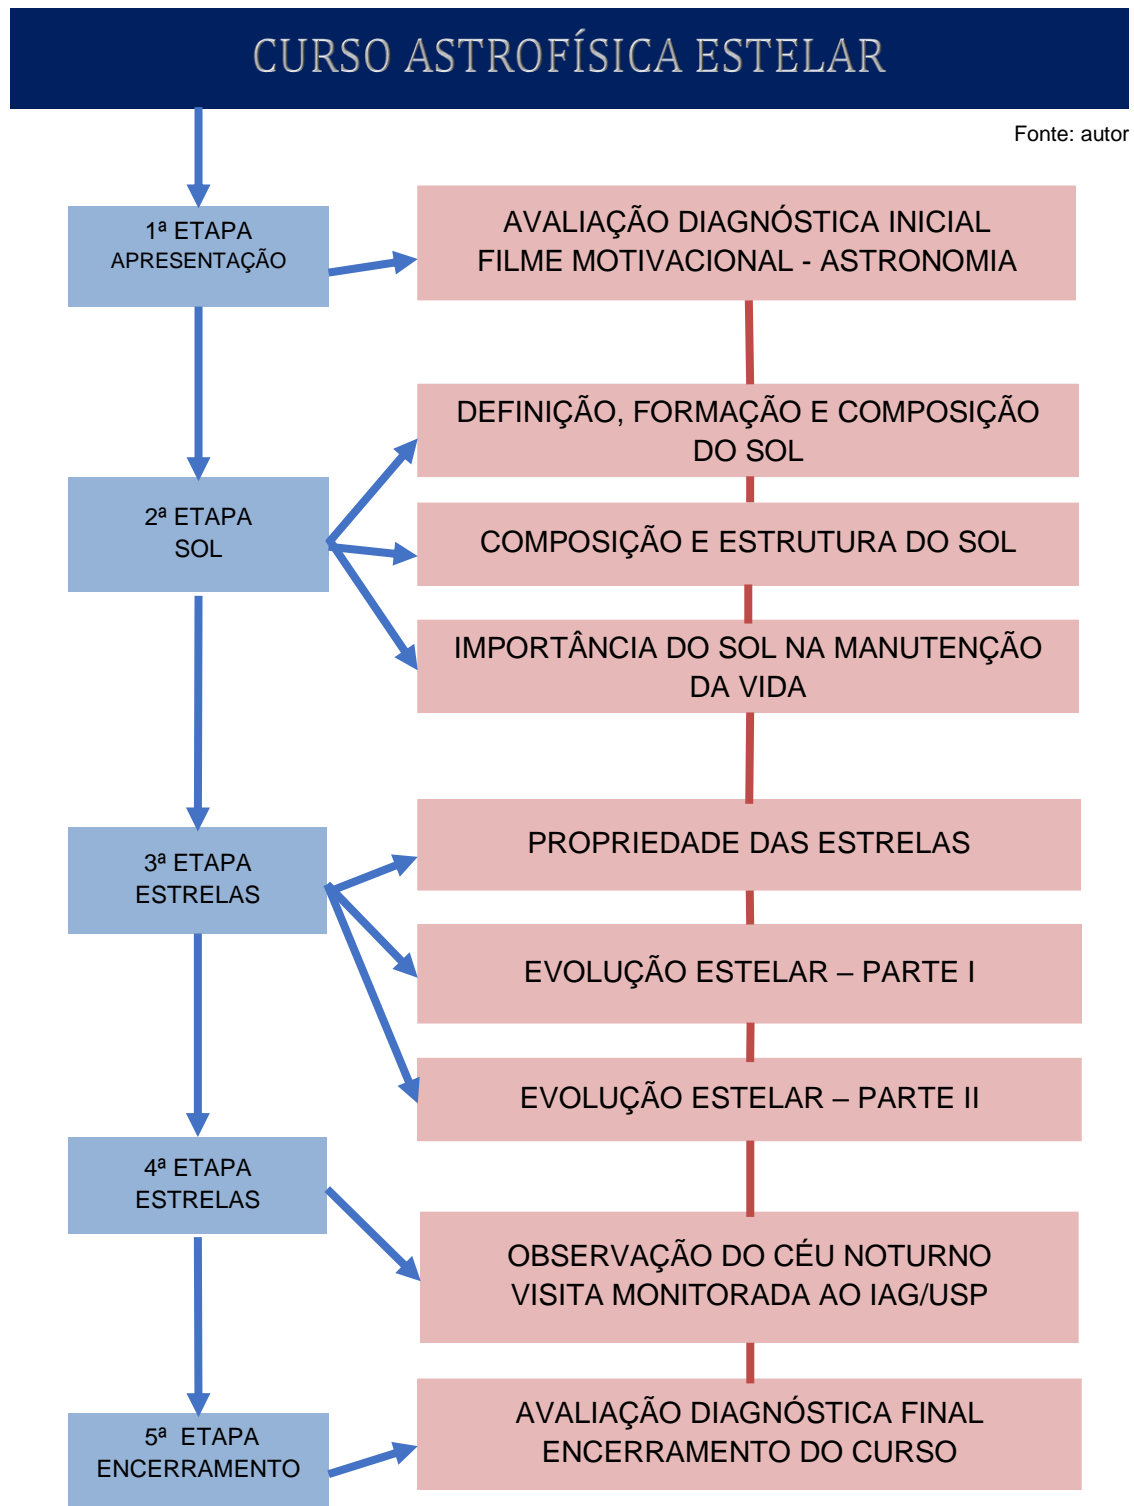 CURSO ASTROFÍSICA ESTELAR
Fonte: autor
1ª ETAPA
APRESENTAÇÃO
AVALIAÇÃO DIAGNÓSTICA INICIAL
FILME MOTIVACIONAL - ASTRONOMIA
2ª ETAPA
SOL
DEFINIÇÃO, FORMAÇÃO E COMPOSIÇÃO
DO SOL
COMPOSIÇÃO E ESTRUTURA DO SOL
IMPORTÂNCIA DO SOL NA MANUTENÇÃO
DA VIDA
3ª ETAPA
ESTRELAS
PROPRIEDADE DAS ESTRELAS
EVOLUÇÃO ESTELAR – PARTE I
EVOLUÇÃO ESTELAR – PARTE II
4ª ETAPA
ESTRELAS
OBSERVAÇÃO DO CÉU NOTURNO
VISITA MONITORADA AO IAG/USP
5ª ETAPA
ENCERRAMENTO
AVALIAÇÃO DIAGNÓSTICA FINAL
ENCERRAMENTO DO CURSO